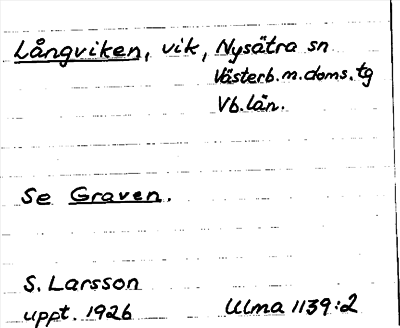 Långviken, vik, Nysätra sn
Västerb. m. doms. tg
Vb. län.
Se Graven.
S. Larsson
uppt. 1926 Ulma 1139:2